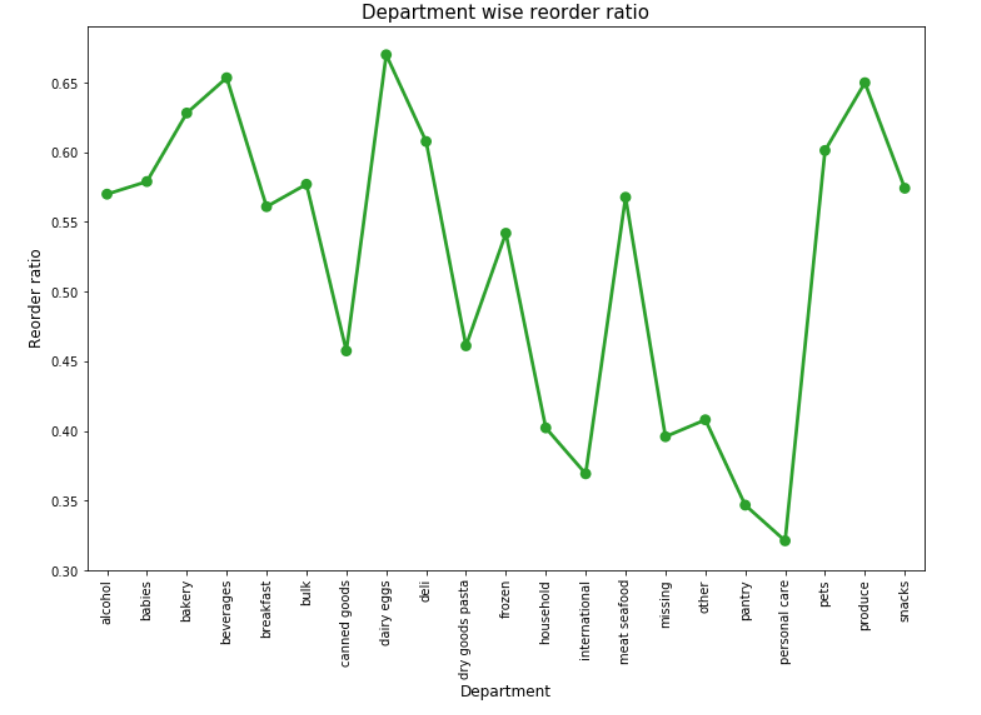 Department wise reorder ratio
Reorder ratio
0.65
0.60
0.55
0.50
0.45
0.40
0.35
0.30
alcohol
babies
bakery
beverages
breakfast
bulk
canned goods
dairy eggs
deli
dry goods pasta
frozen
household
international
meat seafood
missing
other
pantry
personal care
pets
produce
snacks
Department